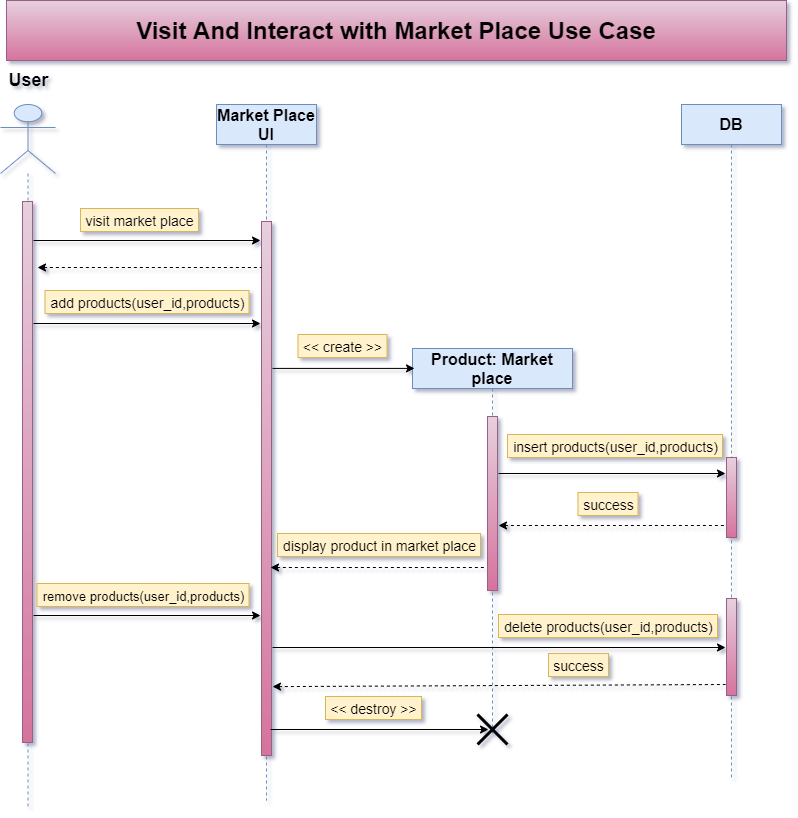 Visit And Interact with Market Place Use Case
User
Market Place
UI
DB
visit market place
add products(user_id,products)
<< create >>
Product: Market
place
insert products(user_id,products)
success
display product in market place
remove products(user_id,products)
delete products(user_id,products)
success
<< destroy >>